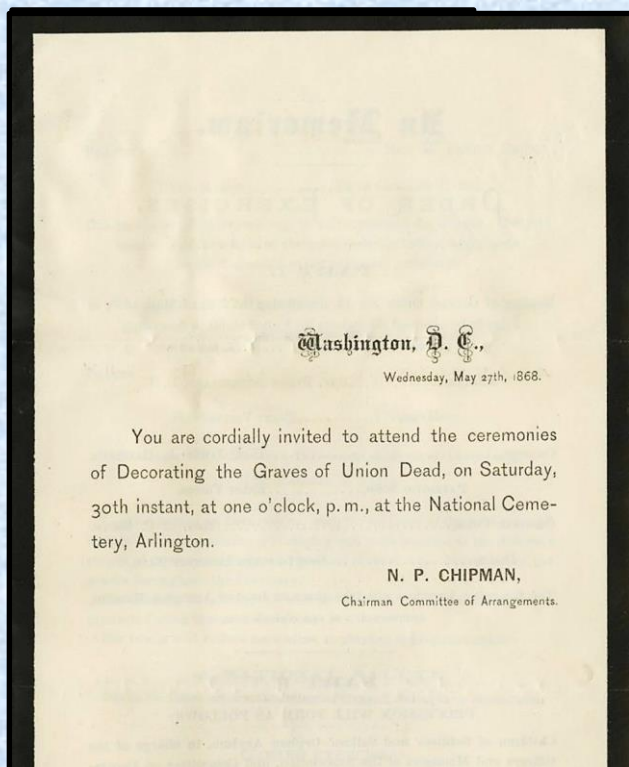 Washington, D. C.,
Wednesday, May 27th, 1868.
You are cordially invited to attend the ceremonies
of Decorating the Graves of Union Dead, on Saturday,
30th instant, at one o'clock, p. m., at the National Ceme-
tery, Arlington.
N. P. CHIPMAN,
Chairman Committee of Arrangements.